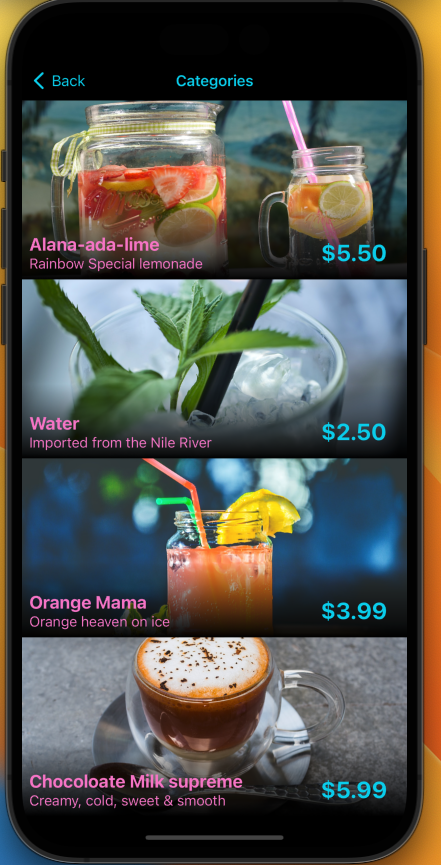 Back
Categories
Alana-ada-lime
Rainbow Special lemonade
$5.50
Water
Imported from the Nile River
$2.50
Orange Mama
Orange heaven on ice
$3.99
Chocoloate Milk supreme
Creamy, cold, sweet & smooth
$5.99